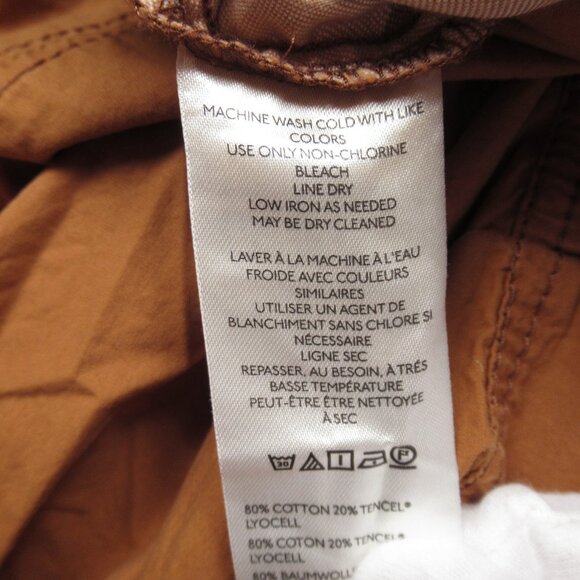 MACHINE WASH COLD WITH LIKE
COLORS
USE ONLY NON-CHLORINE
BLEACH
LINE DRY
LOW IRON AS NEEDED
MAY BE DRY CLEANED
LAVER À LA MACHINE À L'EAU
FROIDE AVEC COULEURS
SIMILAIRES
UTILISER UN AGENT DE
BLANCHIMENT SANS CHLORE SI
NÉCESSAIRE
LIGNE SEC
REPASSER, AU BESOIN, À TRÉS
BASSE TEMPÉRATURE
PEUT-ÊTRE ÊTRE NETTOYÉE
À SEC
30 F
80% COTTON 20% TENCEL®
LYOCELL
80% COTON 20% TENCEL®
LYOCELL
80% BAUMWOLLE